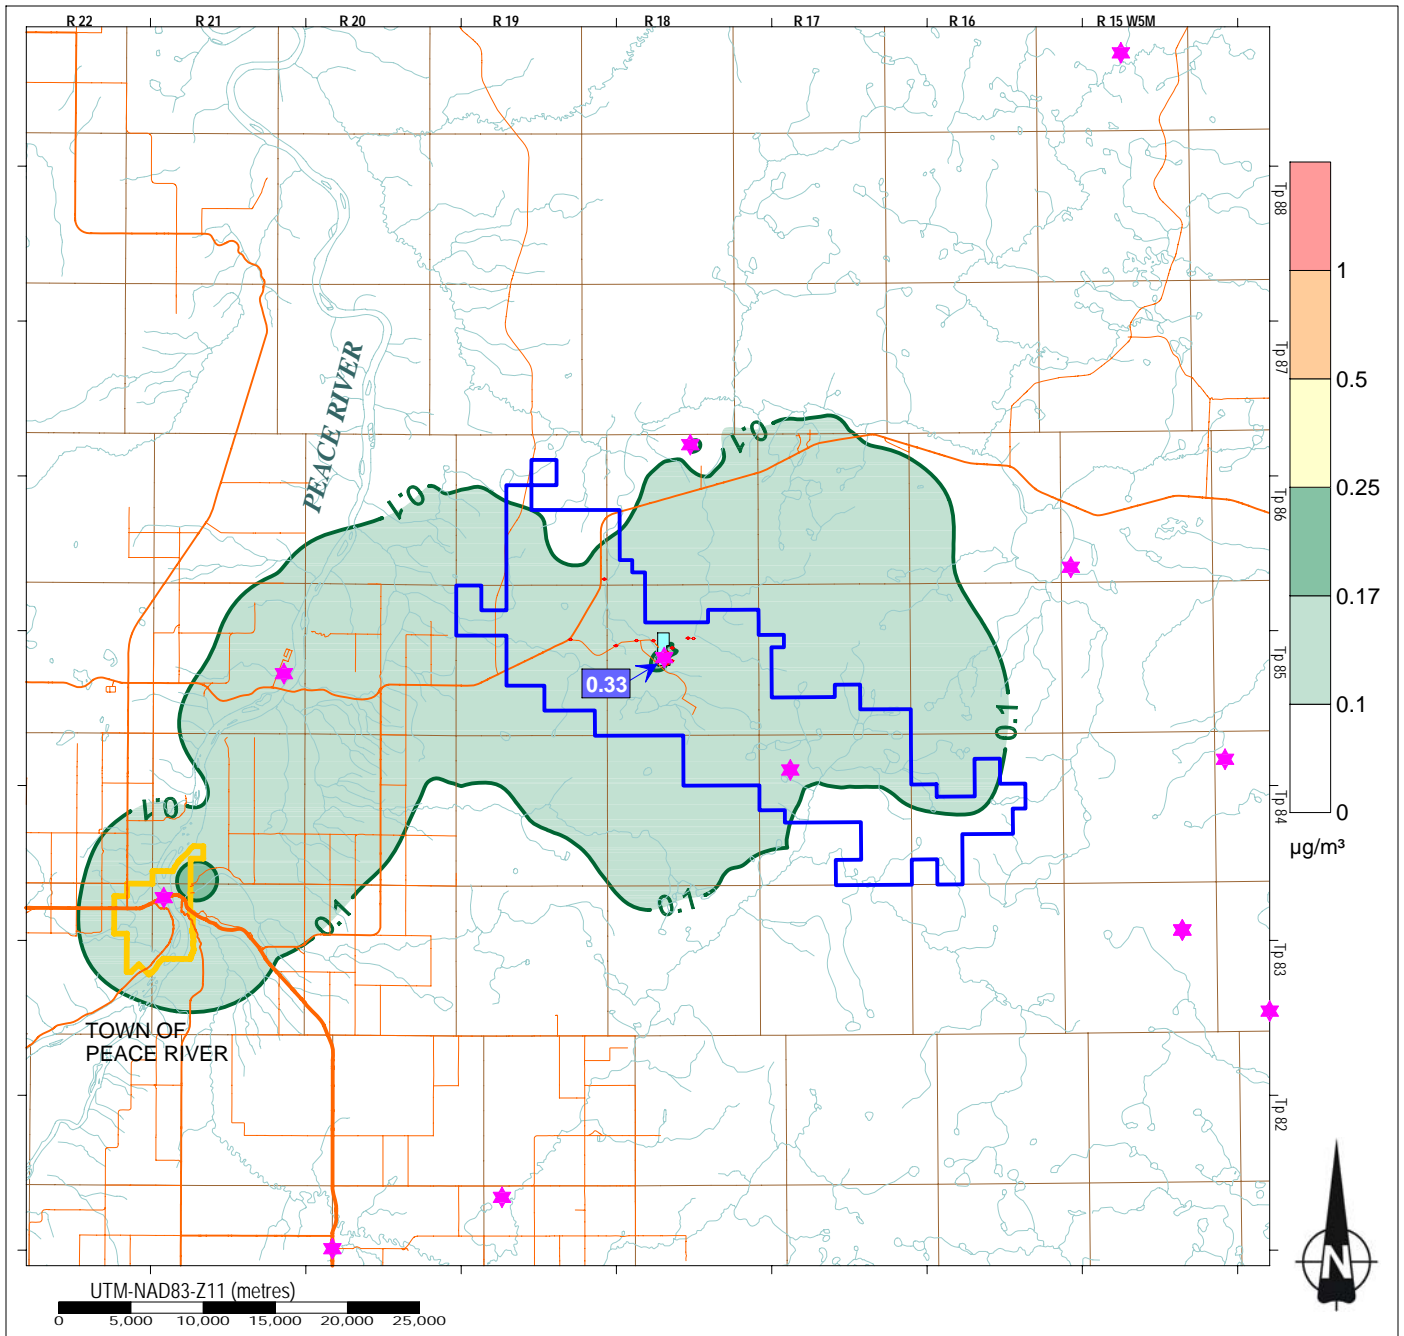 R 22 R 21 R 20 R 19 R 18 R 17 R 16 R 15 W5M
Tp 88
Tp 87
Tp 86
Tp 85
Tp 84
Tp 83
Tp 82
1
0.5
0.25
0.17
0.1
0
µg/m³
PEACE RIVER
0.1
0.1
0.1
0.1
0.1
0.1
0.33
TOWN OF
PEACE RIVER
N
UTM-NAD83-Z11 (metres)
0 5,000 10,000 15,000 20,000 25,000